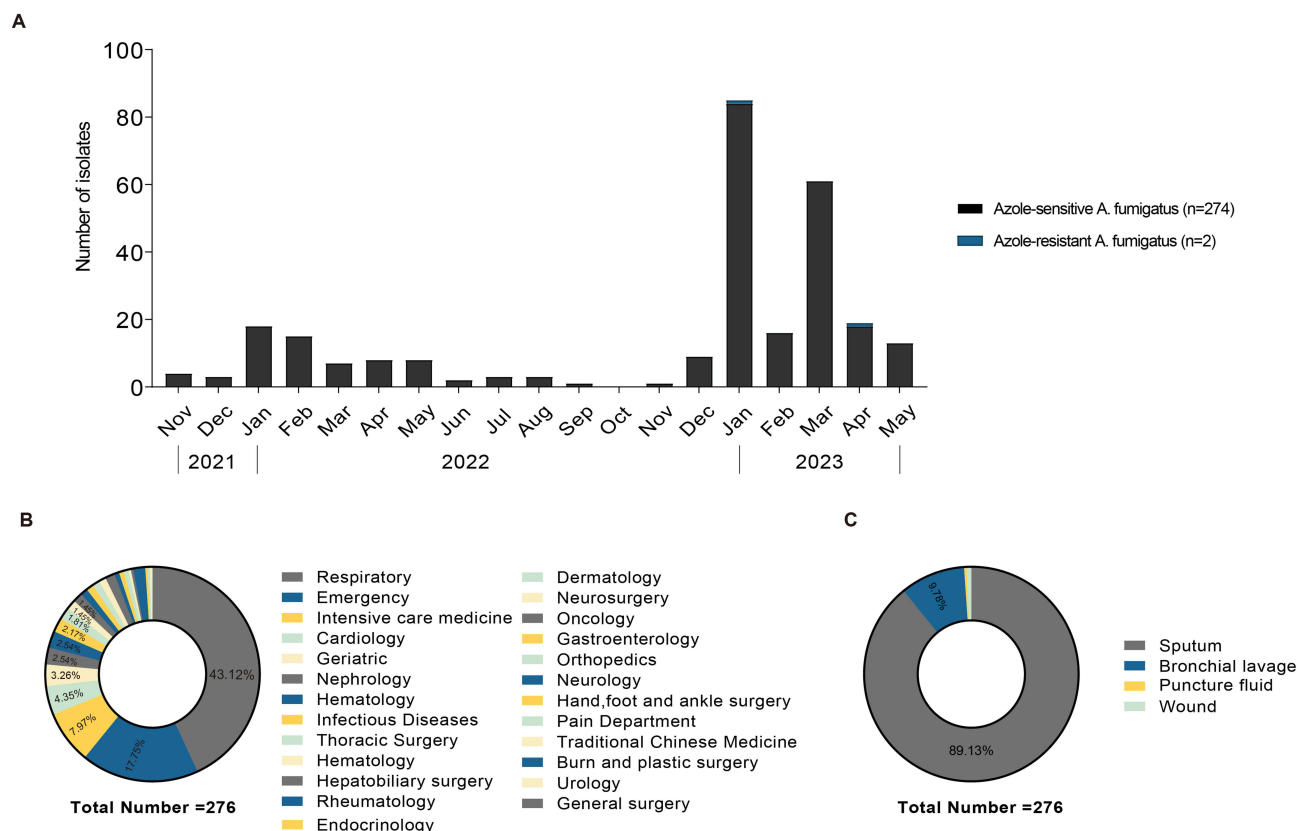 A
Number of isolates
100
80
60
40
20
0
Nov Dec Jan Feb Mar Apr May Jun Jul Aug Sep Oct Nov Dec Jan Feb Mar Apr May
2021 2022 2023
Azole-sensitive A. fumigatus (n=274)
Azole-resistant A. fumigatus (n=2)
B
43.12%
17.75%
7.97%
4.35%
3.26%
2.54%
2.54%
2.17%
1.81%
1.45%
1.45%
Total Number =276
Respiratory
Emergency
Intensive care medicine
Cardiology
Geriatric
Nephrology
Hematology
Infectious Diseases
Thoracic Surgery
Hematology
Hepatobiliary surgery
Rheumatology
Endocrinology
Dermatology
Neurosurgery
Oncology
Gastroenterology
Orthopedics
Neurology
Hand,foot and ankle surgery
Pain Department
Traditional Chinese Medicine
Burn and plastic surgery
Urology
General surgery
C
9.78%
89.13%
Total Number =276
Sputum
Bronchial lavage
Puncture fluid
Wound